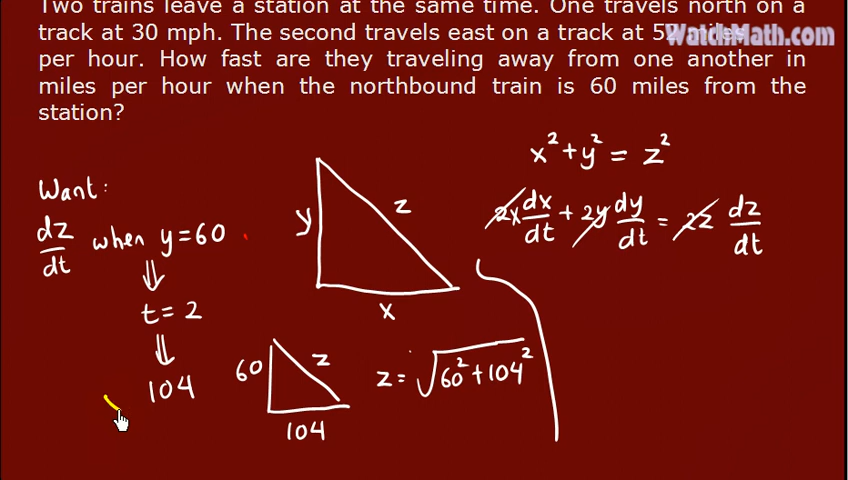 Two trains leave a station at the same time. One travels north on a
track at 30 mph. The second travels east on a track at 52 miles
WatchMath.com
per hour. How fast are they traveling away from one another in
miles per hour when the northbound train is 60 miles from the
station?
x² + y² = z²
Want:
dz/dt when y=60
y
z
x
2x dx/dt + 2y dy/dt = 2z dz/dt
⇓
t = 2
⇓
104
60
z
104
z = √60² + 104²